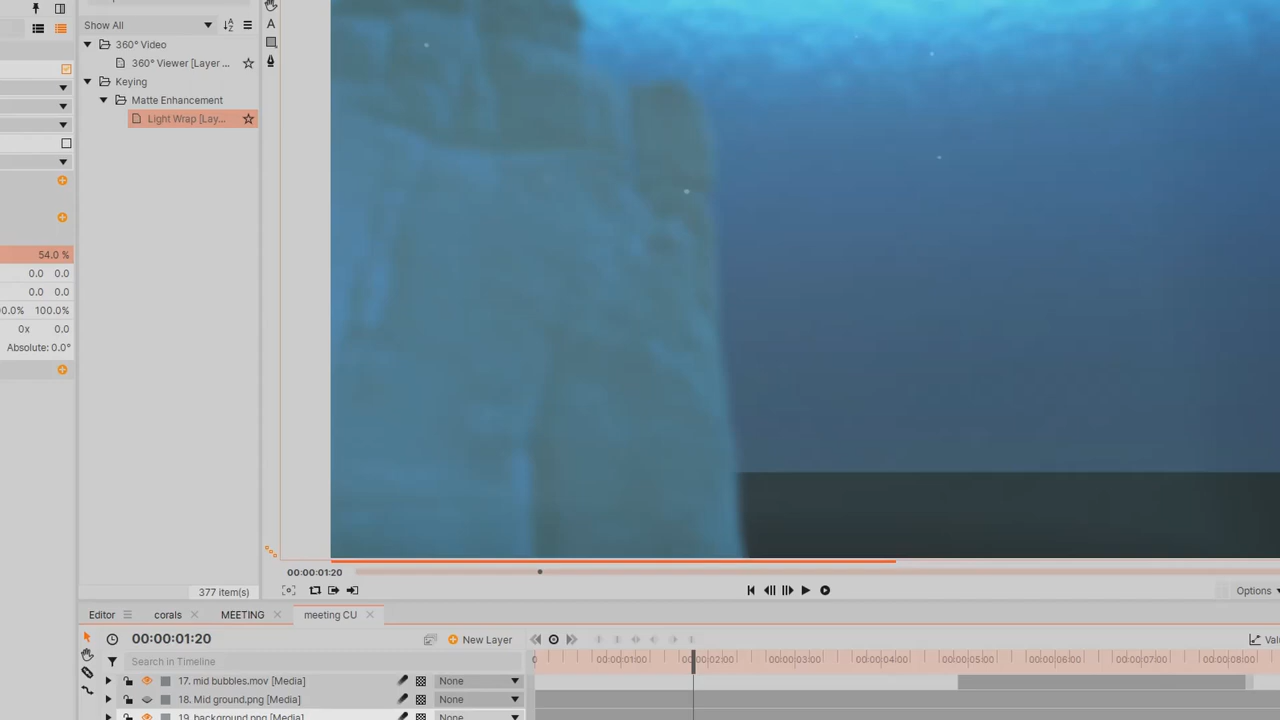 Show All
360° Video
360° Viewer [Layer ...
Keying
Matte Enhancement
Light Wrap [Lay...
54.0 %
0.0 0.0
0.0 0.0
00.0% 100.0%
0x 0.0
Absolute: 0.0°
377 item(s)
00:00:01:20
Options
Editor
corals
MEETING
meeting CU
00:00:01:20
New Layer
Search in Timeline
0 00:00:01:00 00:00:02:00 00:00:03:00 00:00:04:00 00:00:05:00 00:00:06:00 00:00:07:00 00:00:08:00
17. mid bubbles.mov [Media] None
18. Mid ground.png [Media] None
19. background.png [Media] None